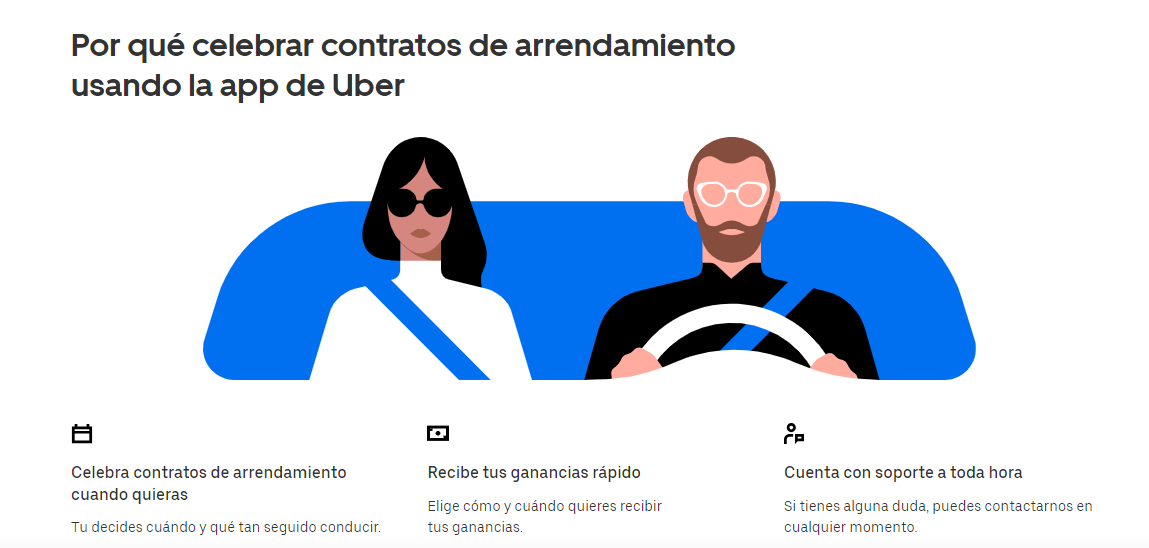 Por qué celebrar contratos de arrendamiento
usando la app de Uber
Celebra contratos de arrendamiento
cuando quieras
Tu decides cuándo y qué tan seguido conducir.
Recibe tus ganancias rápido
Elige cómo y cuándo quieres recibir
tus ganancias.
Cuenta con soporte a toda hora
Si tienes alguna duda, puedes contactarnos en
cualquier momento.